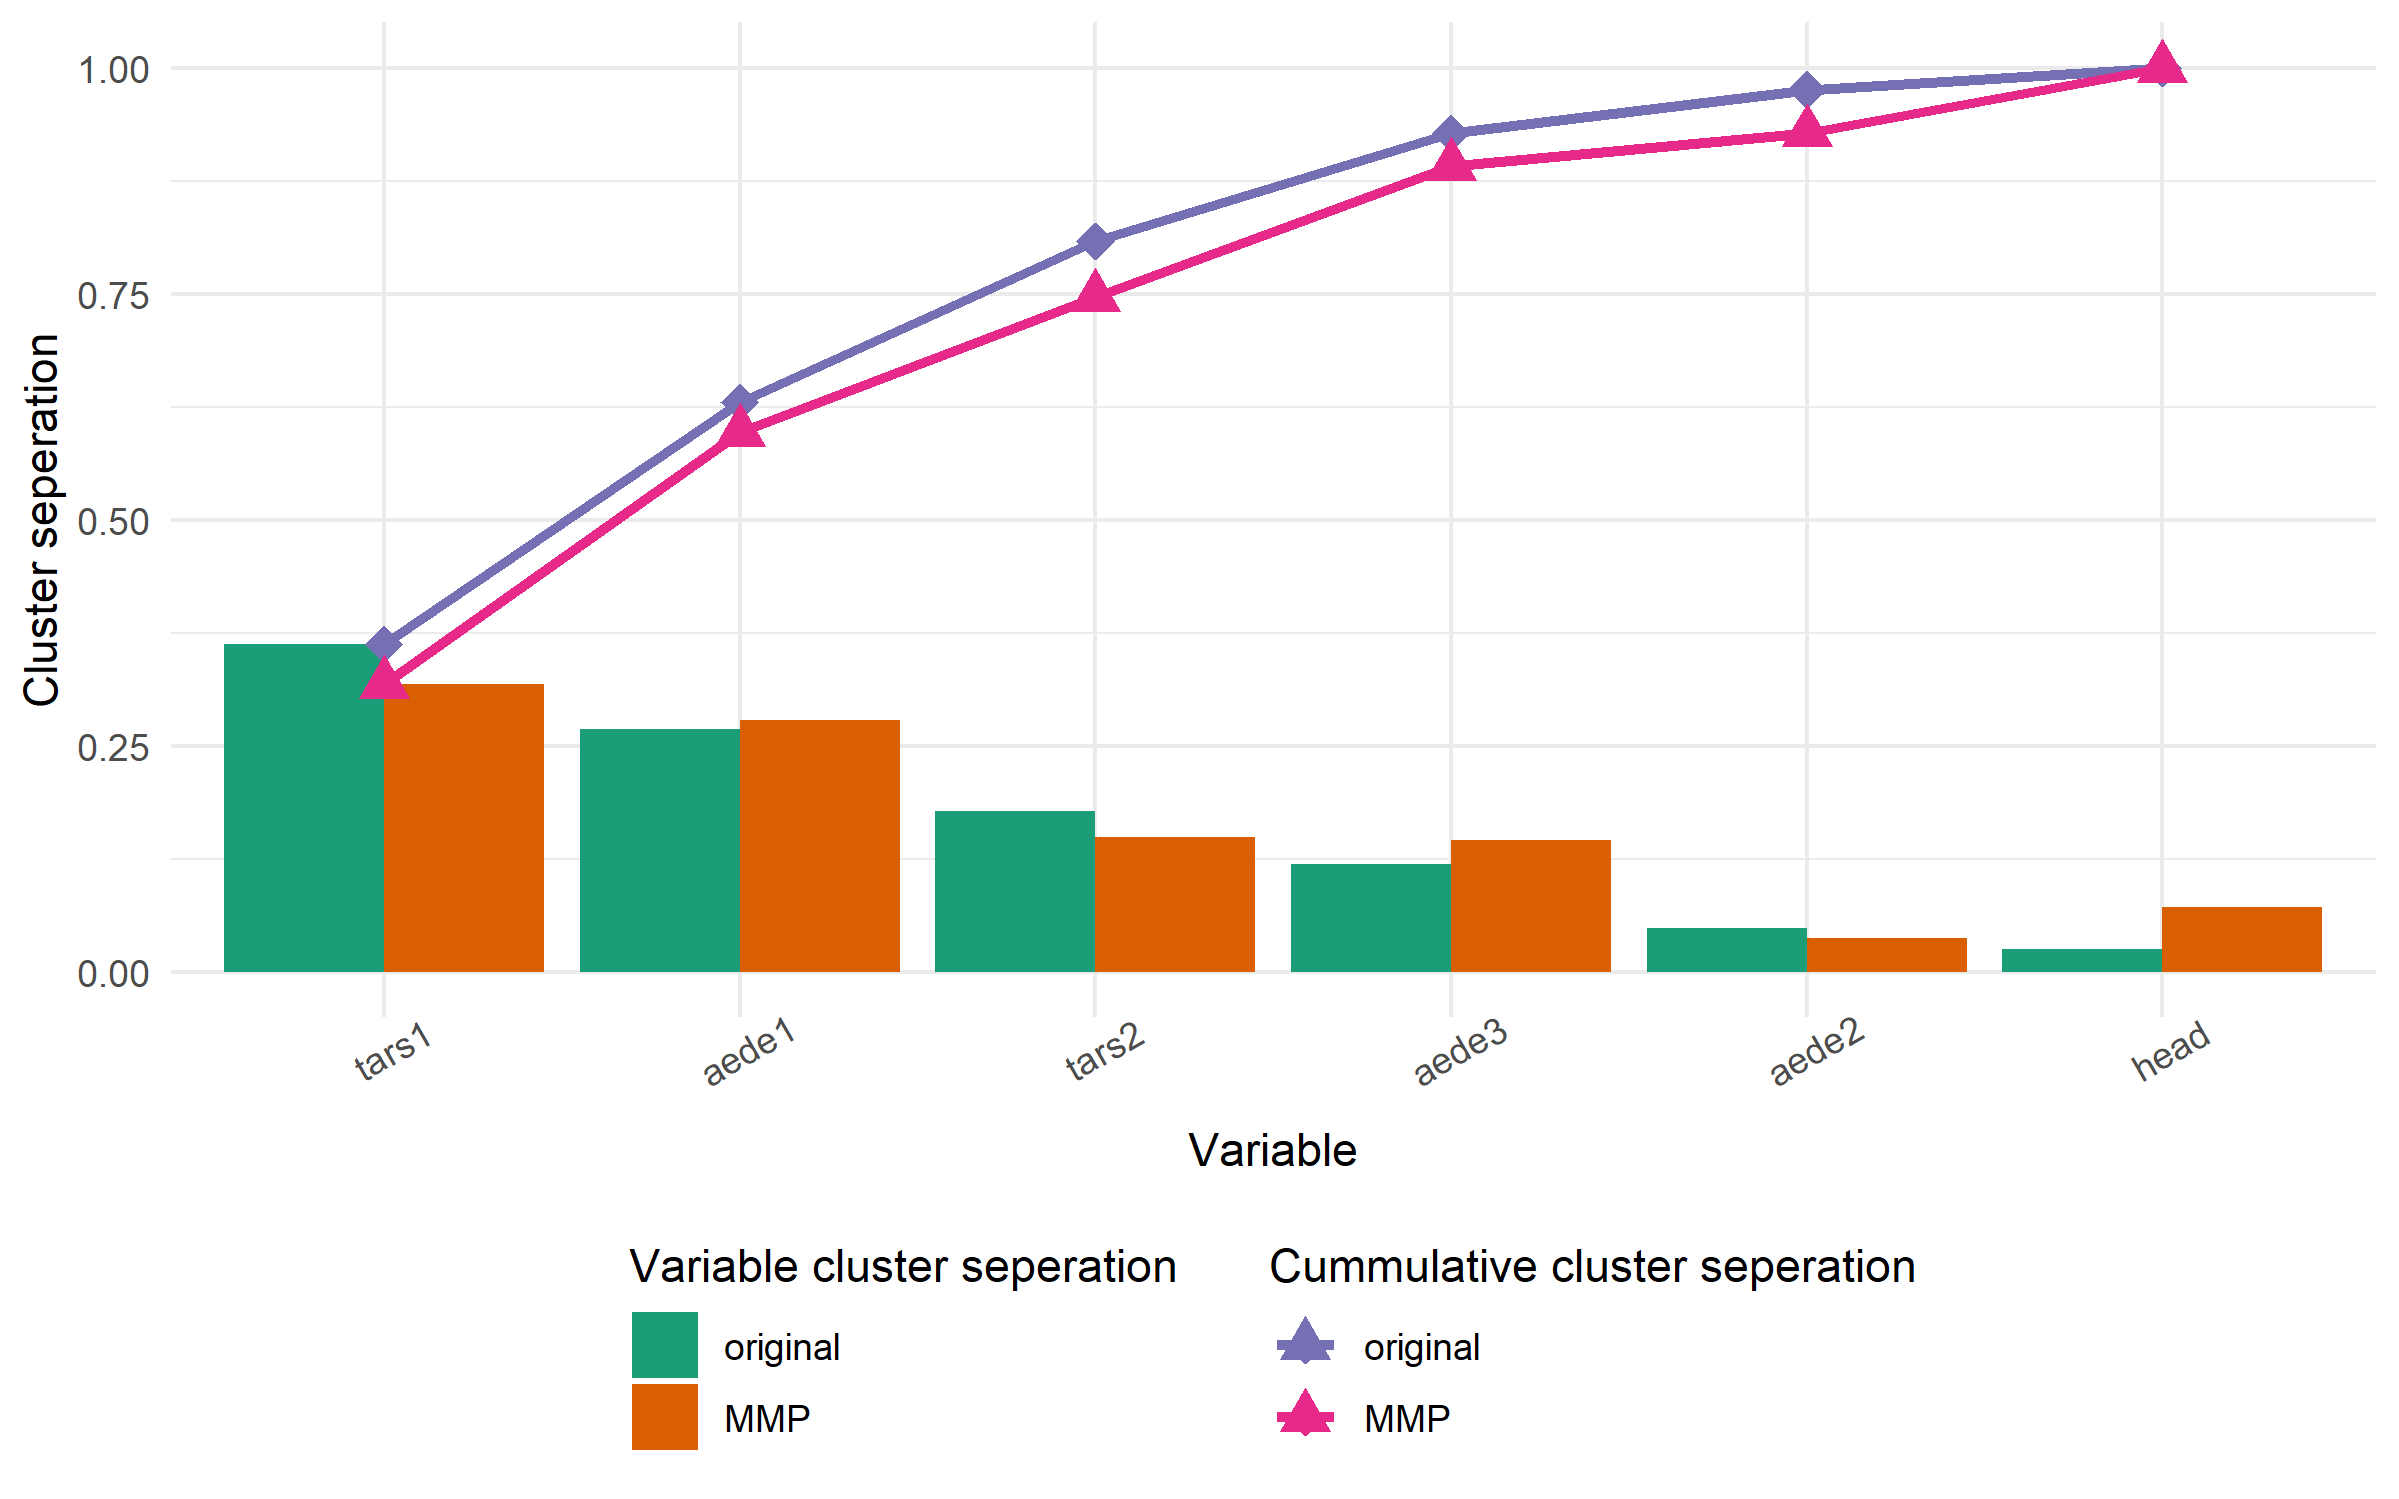 1.00
0.75
0.50
0.25
0.00
Cluster seperation
tars1
aede1
tars2
aede3
aede2
head
Variable
Variable cluster seperation
original
MMP
Cummulative cluster seperation
original
MMP